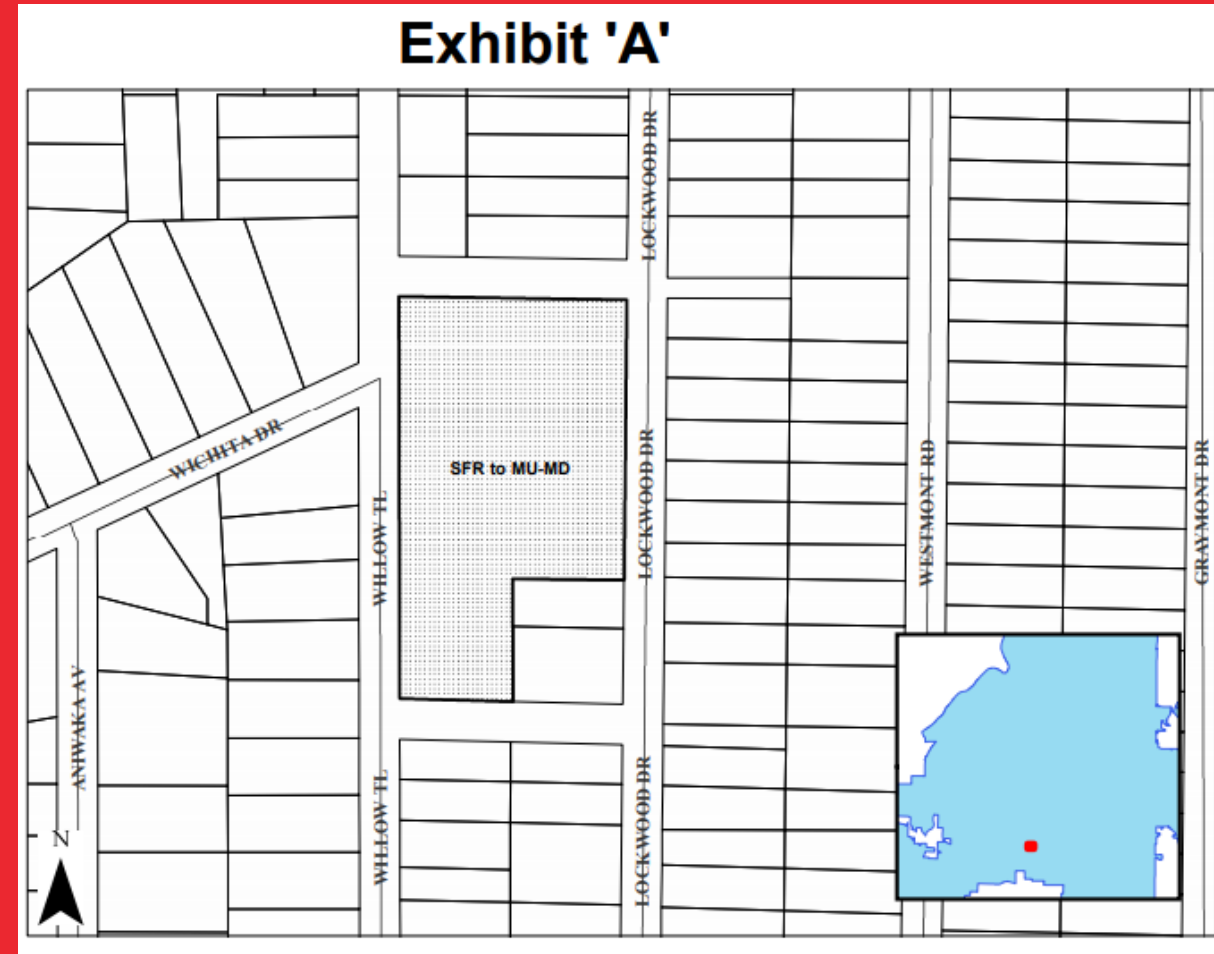 Exhibit 'A'
LOCKWOOD DR
WICHITA DR
SFR to MU-MD
WILLOW TL
LOCKWOOD DR
WESTMONT RD
GRAYMONT DR
ANIWAKA AV
WILLOW TL
LOCKWOOD DR
N